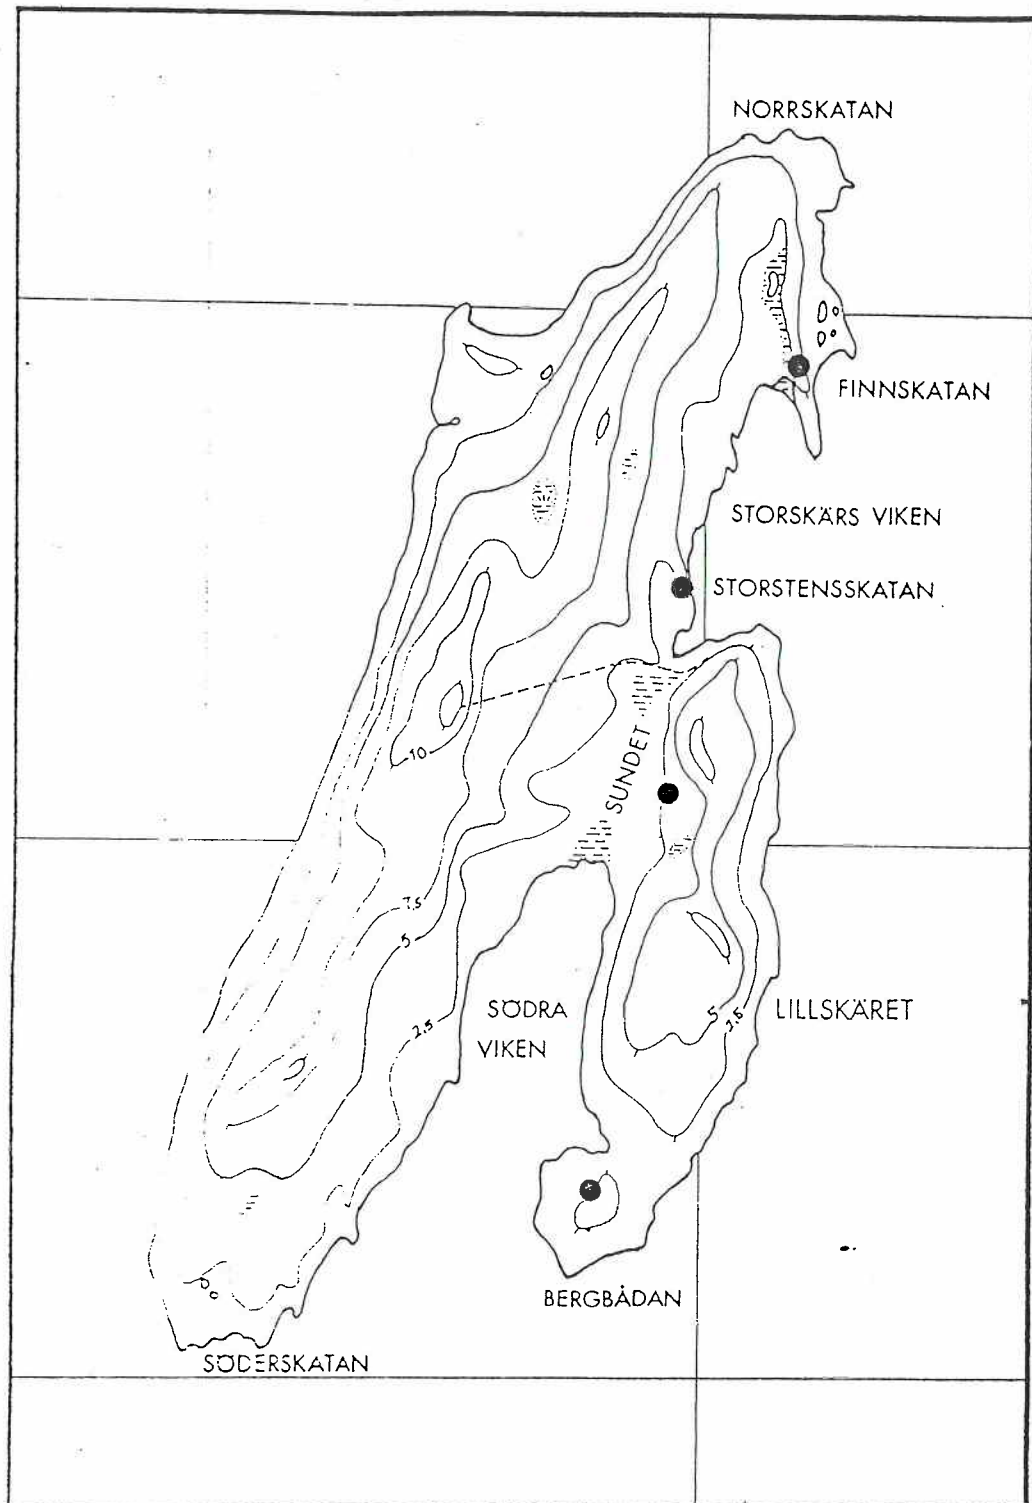 NORRSKATAN
FINNSKATAN
STORSKÄRS VIKEN
STORSTENSSKATAN
SUNDET
10
7,5
5
2,5
SÖDRA
VIKEN
5
2,5
LILLSKÄRET
BERGBÅDAN
SÖDERSKATAN